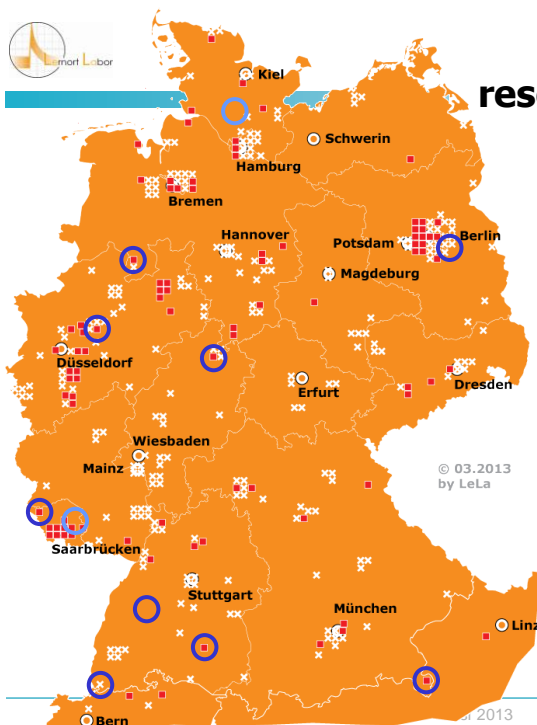 Lemort Labor
Kiel
rese
Schwerin
Hamburg
Bremen
Hannover
Potsdam
Berlin
Magdeburg
Düsseldorf
Erfurt
Dresden
Wiesbaden
Mainz
© 03.2013
by LeLa
Saarbrücken
Stuttgart
München
Linz
2013
Bern